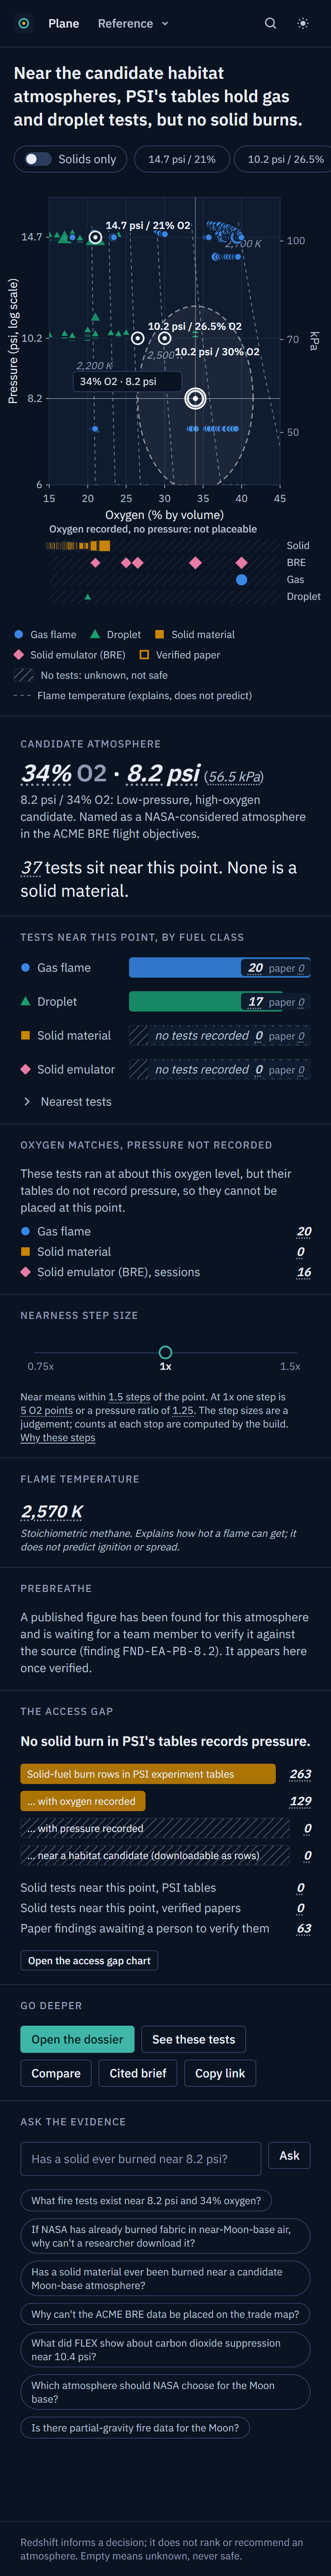 Plane
Reference
Near the candidate habitat
atmospheres, PSI's tables hold gas
and droplet tests, but no solid burns.
Solids only
14.7 psi / 21%
10.2 psi / 26.5%
14.7 psi / 21% O2
2,700 K
14.7
100
Pressure (psi, log scale)
10.2 psi / 26.5% O2
10.2
70
kPa
2,500
10.2 psi / 30% O2
2,200 K
34% O2 · 8.2 psi
8.2
50
6
15
20
25
30
35
40
45
Oxygen (% by volume)
Oxygen recorded, no pressure: not placeable
Solid
BRE
Gas
Droplet
Gas flame
Droplet
Solid material
Solid emulator (BRE)
Verified paper
No tests: unknown, not safe
Flame temperature (explains, does not predict)
CANDIDATE ATMOSPHERE
34% O2 · 8.2 psi (56.5 kPa)
8.2 psi / 34% O2: Low-pressure, high-oxygen
candidate. Named as a NASA-considered atmosphere
in the ACME BRE flight objectives.
37 tests sit near this point. None is a
solid material.
TESTS NEAR THIS POINT, BY FUEL CLASS
Gas flame
20 paper 0
Droplet
17 paper 0
Solid material
no tests recorded 0 paper 0
Solid emulator
no tests recorded 0 paper 0
Nearest tests
OXYGEN MATCHES, PRESSURE NOT RECORDED
These tests ran at about this oxygen level, but their
tables do not record pressure, so they cannot be
placed at this point.
Gas flame 20
Solid material 0
Solid emulator (BRE), sessions 16
NEARNESS STEP SIZE
0.75x
1x
1.5x
Near means within 1.5 steps of the point. At 1x one step is
5 O2 points or a pressure ratio of 1.25. The step sizes are a
judgement; counts at each stop are computed by the build.
Why these steps
FLAME TEMPERATURE
2,570 K
Stoichiometric methane. Explains how hot a flame can get; it
does not predict ignition or spread.
PREBREATHE
A published figure has been found for this atmosphere
and is waiting for a team member to verify it against
the source (finding FND-EA-PB-8.2). It appears here
once verified.
THE ACCESS GAP
No solid burn in PSI's tables records pressure.
Solid-fuel burn rows in PSI experiment tables 263
... with oxygen recorded 129
... with pressure recorded 0
... near a habitat candidate (downloadable as rows) 0
Solid tests near this point, PSI tables 0
Solid tests near this point, verified papers 0
Paper findings awaiting a person to verify them 63
Open the access gap chart
GO DEEPER
Open the dossier
See these tests
Compare
Cited brief
Copy link
ASK THE EVIDENCE
Has a solid ever burned near 8.2 psi?
Ask
What fire tests exist near 8.2 psi and 34% oxygen?
If NASA has already burned fabric in near-Moon-base air,
why can't a researcher download it?
Has a solid material ever been burned near a candidate
Moon-base atmosphere?
Why can't the ACME BRE data be placed on the trade map?
What did FLEX show about carbon dioxide suppression
near 10.4 psi?
Which atmosphere should NASA choose for the Moon
base?
Is there partial-gravity fire data for the Moon?
Redshift informs a decision; it does not rank or recommend an
atmosphere. Empty means unknown, never safe.